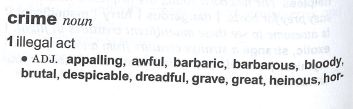 crime noun
1 illegal act
• ADJ. appalling, awful, barbaric, barbarous, bloody,
brutal, despicable, dreadful, grave, great, heinous, hor-